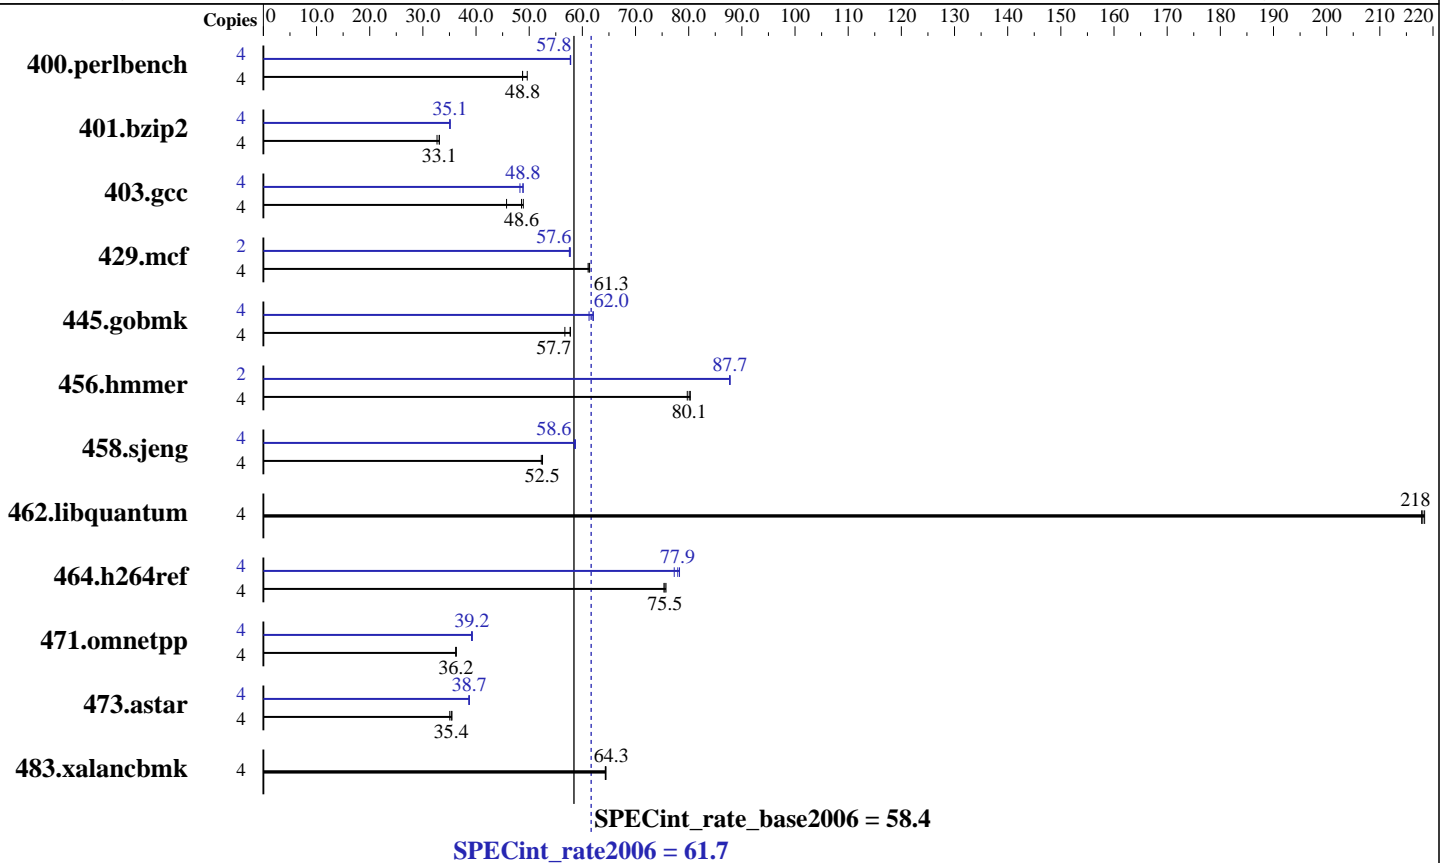 Copies 0 10.0 20.0 30.0 40.0 50.0 60.0 70.0 80.0 90.0 100 110 120 130 140 150 160 170 180 190 200 210 220
400.perlbench 4 57.8
4 48.8
401.bzip2 4 35.1
4 33.1
403.gcc 4 48.8
4 48.6
429.mcf 2 57.6
4 61.3
445.gobmk 4 62.0
4 57.7
456.hmmer 2 87.7
4 80.1
458.sjeng 4 58.6
4 52.5
462.libquantum 4 218
464.h264ref 4 77.9
4 75.5
471.omnetpp 4 39.2
4 36.2
473.astar 4 38.7
4 35.4
483.xalancbmk 4 64.3
SPECint_rate_base2006 = 58.4
SPECint_rate2006 = 61.7